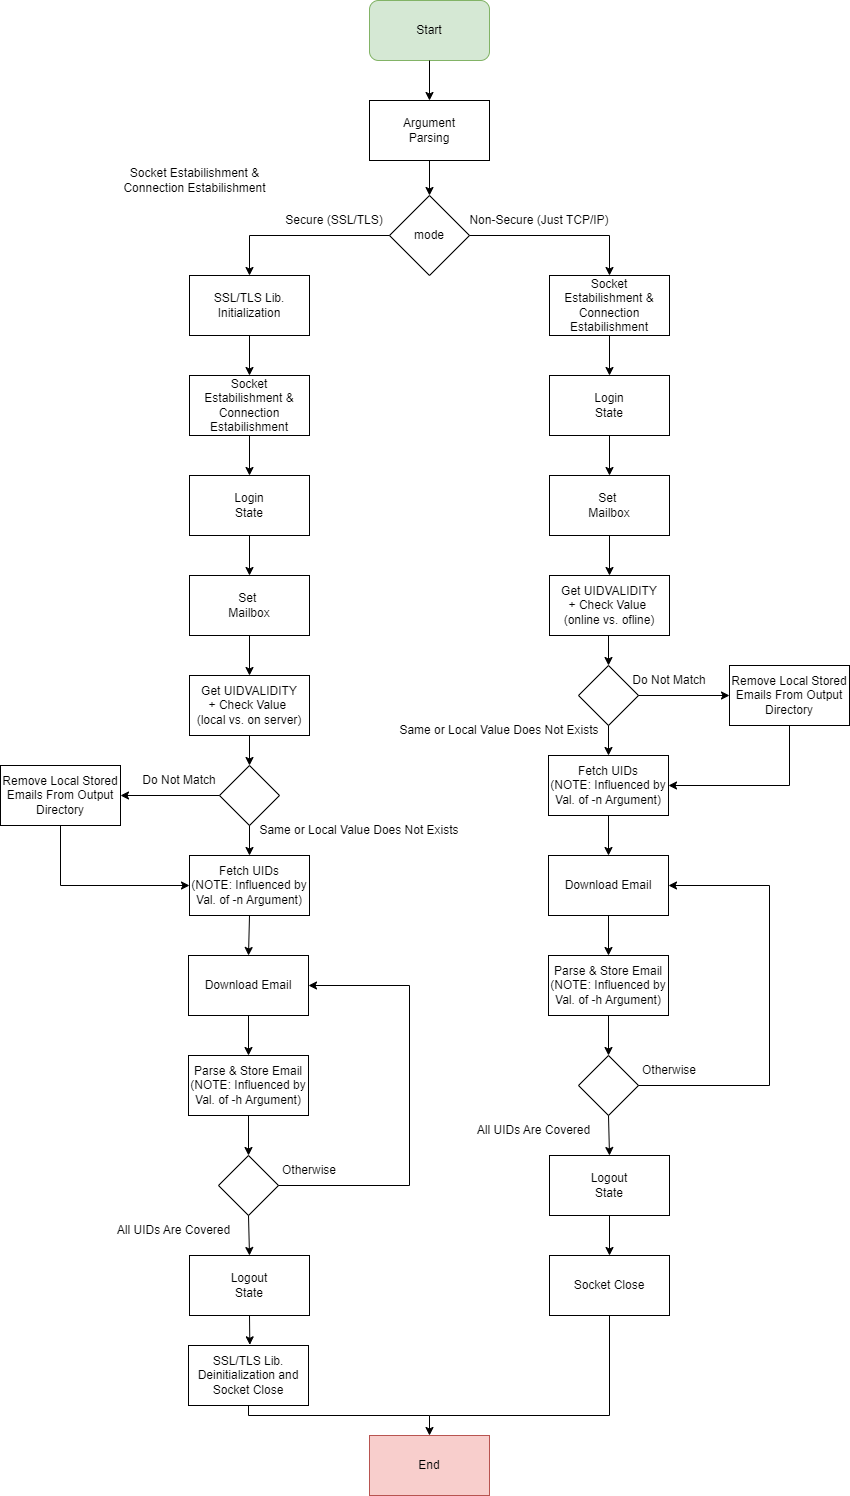 Start
Argument
Parsing
Socket Estabilishment &
Connection Estabilishment
mode
Secure (SSL/TLS)
Non-Secure (Just TCP/IP)
SSL/TLS Lib.
Initialization
Socket
Estabilishment &
Connection
Estabilishment
Login
State
Set
Mailbox
Get UIDVALIDITY
+ Check Value
(local vs. on server)
Do Not Match
Remove Local Stored
Emails From Output
Directory
Same or Local Value Does Not Exists
Fetch UIDs
(NOTE: Influenced by
Val. of -n Argument)
Download Email
Parse & Store Email
(NOTE: Influenced by
Val. of -h Argument)
Otherwise
All UIDs Are Covered
Logout
State
SSL/TLS Lib.
Deinitialization and
Socket Close
Socket
Estabilishment &
Connection
Estabilishment
Login
State
Set
Mailbox
Get UIDVALIDITY
+ Check Value
(online vs. ofline)
Do Not Match
Remove Local Stored
Emails From Output
Directory
Same or Local Value Does Not Exists
Fetch UIDs
(NOTE: Influenced by
Val. of -n Argument)
Download Email
Parse & Store Email
(NOTE: Influenced by
Val. of -h Argument)
Otherwise
All UIDs Are Covered
Logout
State
Socket Close
End